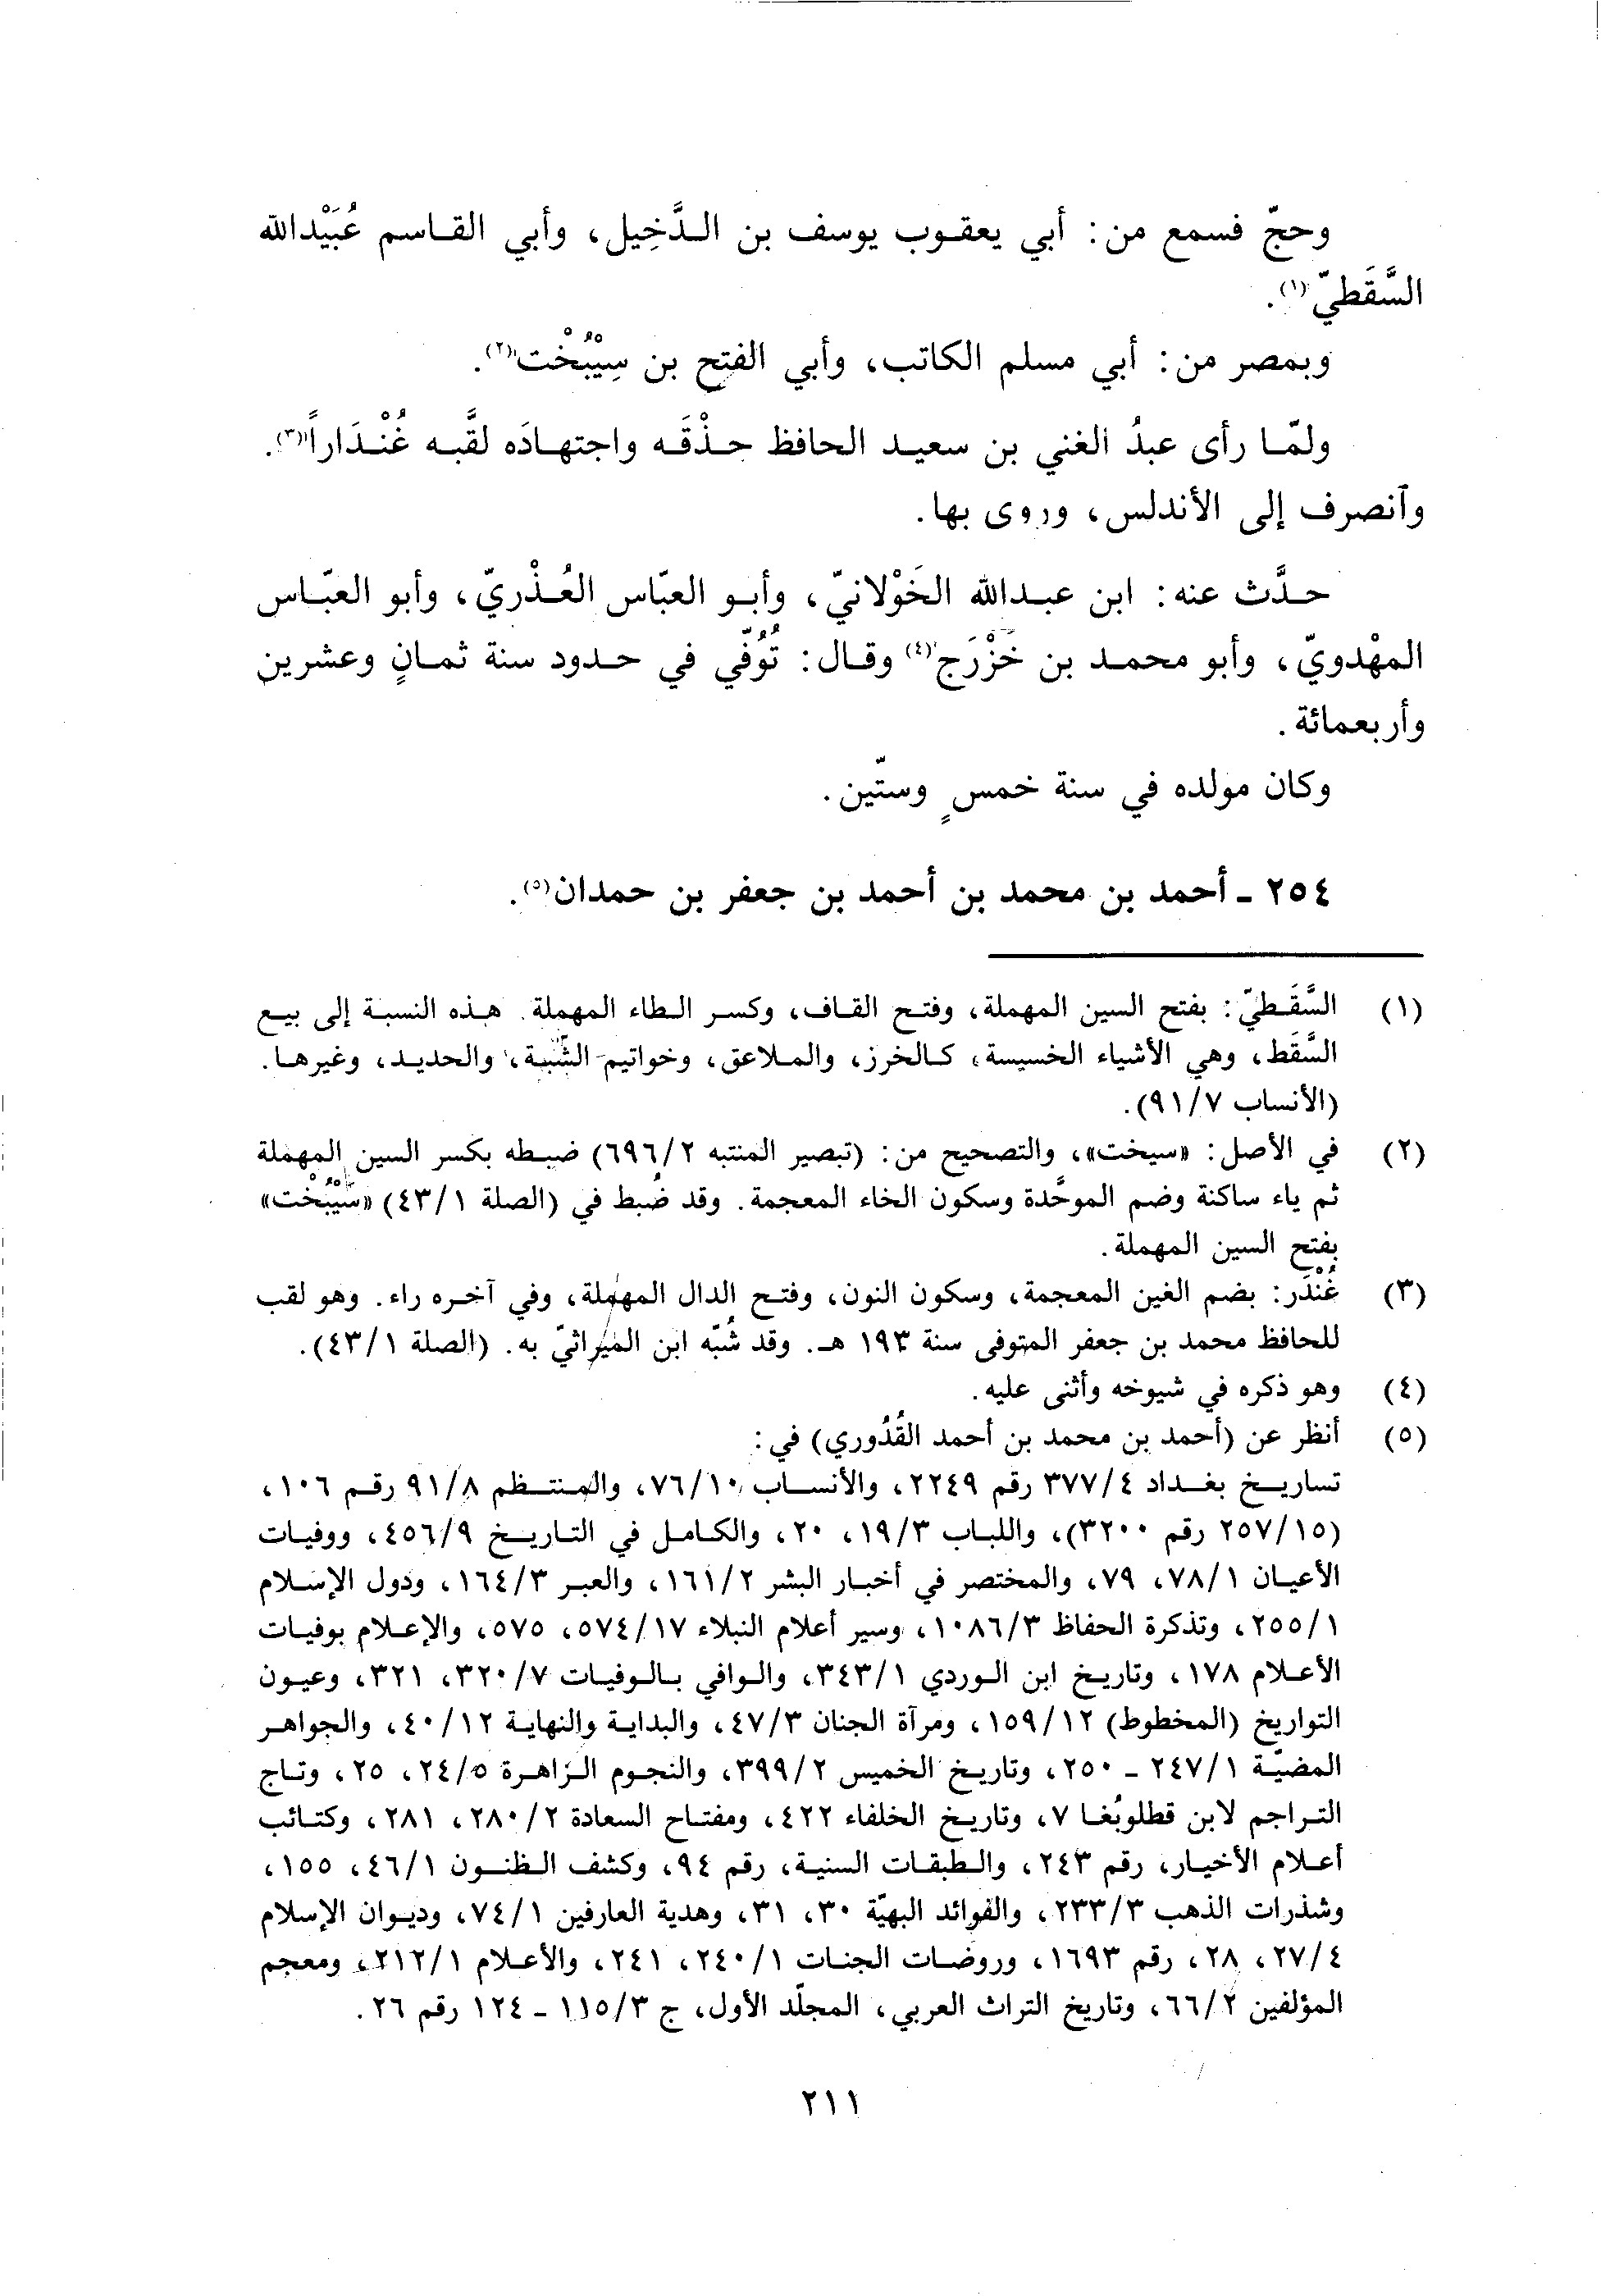 وحجّ فسمع من: أبي يعقوب يوسف بن الدَّخِيل، وأبي القاسم عُبَيْدالله
السَّقَطيّ(١).
وبمصر من: أبي مسلم الكاتب، وأبي الفتح بن سِيْبُخْت(٢).
ولمّا رأى عبدُ الغني بن سعيد الحافظ حذْقَه واجتهادَه لقَّبه غُنْدَاراً(٣).
وآنصرف إلى الأندلس، وروى بها.
حدَّث عنه: ابن عبدالله الخَوْلانيّ، وأبو العبّاس العُذْريّ، وأبو العبّاس
المهْدويّ، وأبو محمد بن خَزْرَج(٤) وقال: تُوُفّي في حدود سنة ثمانٍ وعشرين
وأربعمائة.
وكان مولده في سنة خمسٍ وستّين.
٢٥٤ ـ أحمد بن محمد بن أحمد بن جعفر بن حمدان(٥).
(١) السَّقَطيّ: بفتح السين المهملة، وفتح القاف، وكسر الطاء المهملة. هذه النسبة إلى بيع
السَّقَط، وهي الأشياء الخسيسة، كالخرز، والملاعق، وخواتيم الشَّبَة، والحديد، وغيرها.
(الأنساب ٩١/٧).
(٢) في الأصل: «سيخت»، والتصحيح من: (تبصير المنتبه ٦٩٦/٢) ضبطه بكسر السين المهملة
ثم ياء ساكنة وضم الموحَّدة وسكون الخاء المعجمة. وقد ضُبط في (الصلة ٤٣/١) «سَيْبُخْت»
بفتح السين المهملة.
(٣) غُنْدَر: بضم الغين المعجمة، وسكون النون، وفتح الدال المهملة، وفي آخره راء. وهو لقب
للحافظ محمد بن جعفر المتوفى سنة ١٩٣ هـ. وقد شُبّه ابن الميراثيّ به. (الصلة ٤٣/١).
(٤) وهو ذكره في شيوخه وأثنى عليه.
(٥) أنظر عن (أحمد بن محمد بن أحمد القُدُوري) في:
تساريخ بغداد ٣٧٧/٤ رقم ٢٢٤٩، والأنساب ٧٦/١٠، والمنتظم ٩١/٨ رقم ١٠٦،
(٢٥٧/١٥ رقم ٣٢٠٠)، واللباب ١٩/٣، ٢٠، والكامل في التاريخ ٤٥٦/٩، ووفيات
الأعيان ٧٨/١، ٧٩، والمختصر في أخبار البشر ١٦١/٢، والعبر ١٦٤/٣، ودول الإسلام
٢٥٥/١، وتذكرة الحفاظ ١٠٨٦/٣، وسير أعلام النبلاء ٥٧٤/١٧، ٥٧٥، والإعلام بوفيات
الأعلام ١٧٨، وتاريخ ابن الوردي ٣٤٣/١، والوافي بالوفيات ٣٢٠/٧، ٣٢١، وعيون
التواريخ (المخطوط) ١٥٩/١٢، ومرآة الجنان ٤٧/٣، والبداية والنهاية ٤٠/١٢، والجواهر
المضيّة ٢٤٧/١ ـ ٢٥٠، وتاريخ الخميس ٣٩٩/٢، والنجوم الزاهرة ٢٤/٥، ٢٥، وتاج
التراجم لابن قطلوبُغا ٧، وتاريخ الخلفاء ٤٢٢، ومفتاح السعادة ٢٨٠/٢، ٢٨١، وكتائب
أعلام الأخيار، رقم ٢٤٣، والطبقات السنية، رقم ٩٤، وكشف الظنون ٤٦/١، ١٥٥،
وشذرات الذهب ٢٣٣/٣، والفوائد البهيّة ٣٠، ٣١، وهدية العارفين ٧٤/١، وديوان الإسلام
٢٧/٤، ٢٨، رقم ١٦٩٣، وروضات الجنات ٢٤٠/١، ٢٤١، والأعلام ٢١٢/١، ومعجم
المؤلفين ٦٦/٢، وتاريخ التراث العربي، المجلّد الأول، ج ١١٥/٣ ـ ١٢٤ رقم ٢٦.
٢١١